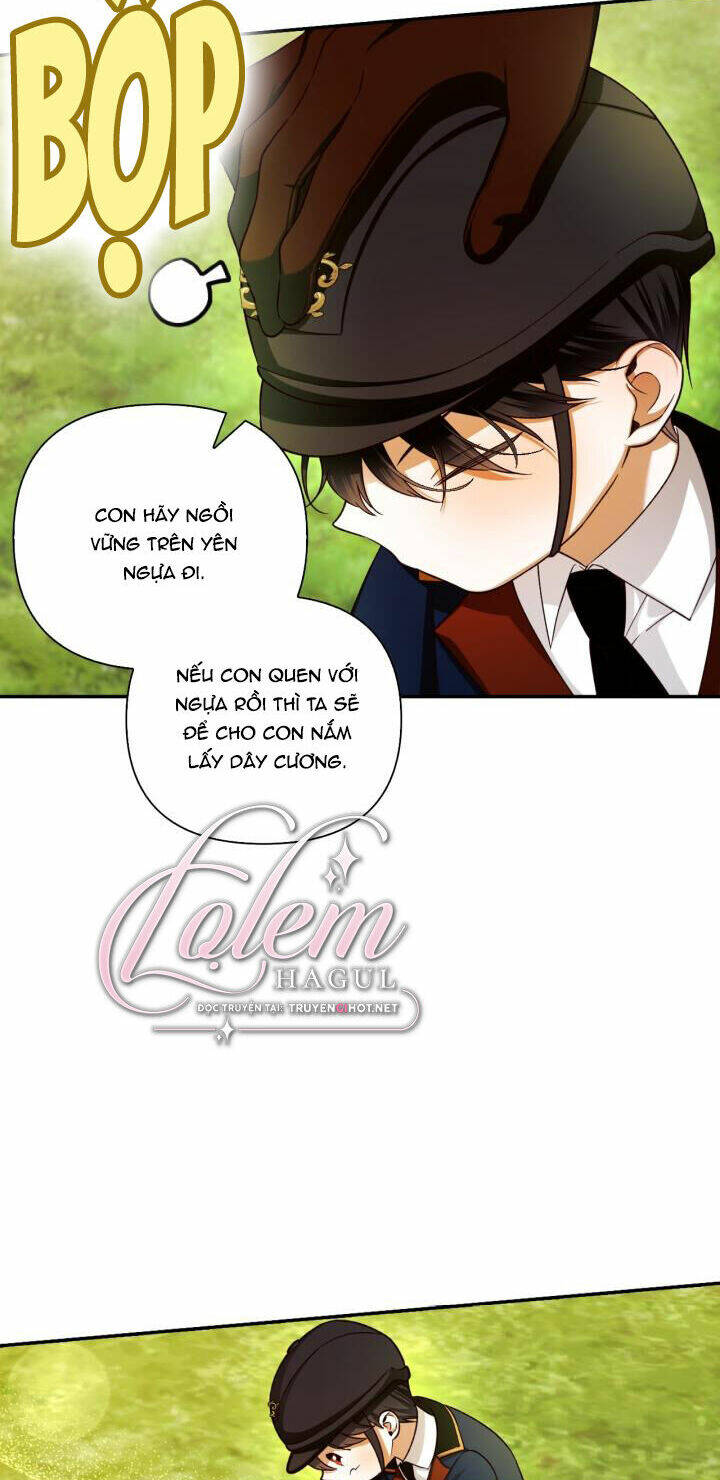 BỘP
CON HÃY NGỒI
VỮNG TRÊN YÊN
NGỰA ĐI.
NẾU CON QUEN VỚI
NGỰA RỒI THÌ TA SẼ
ĐỂ CHO CON NẮM
LẤY DÂY CƯƠNG.
Lọlem
HAGUL
ĐỌC TRUYỆN TẠI: TRUYENGIHOT.NET